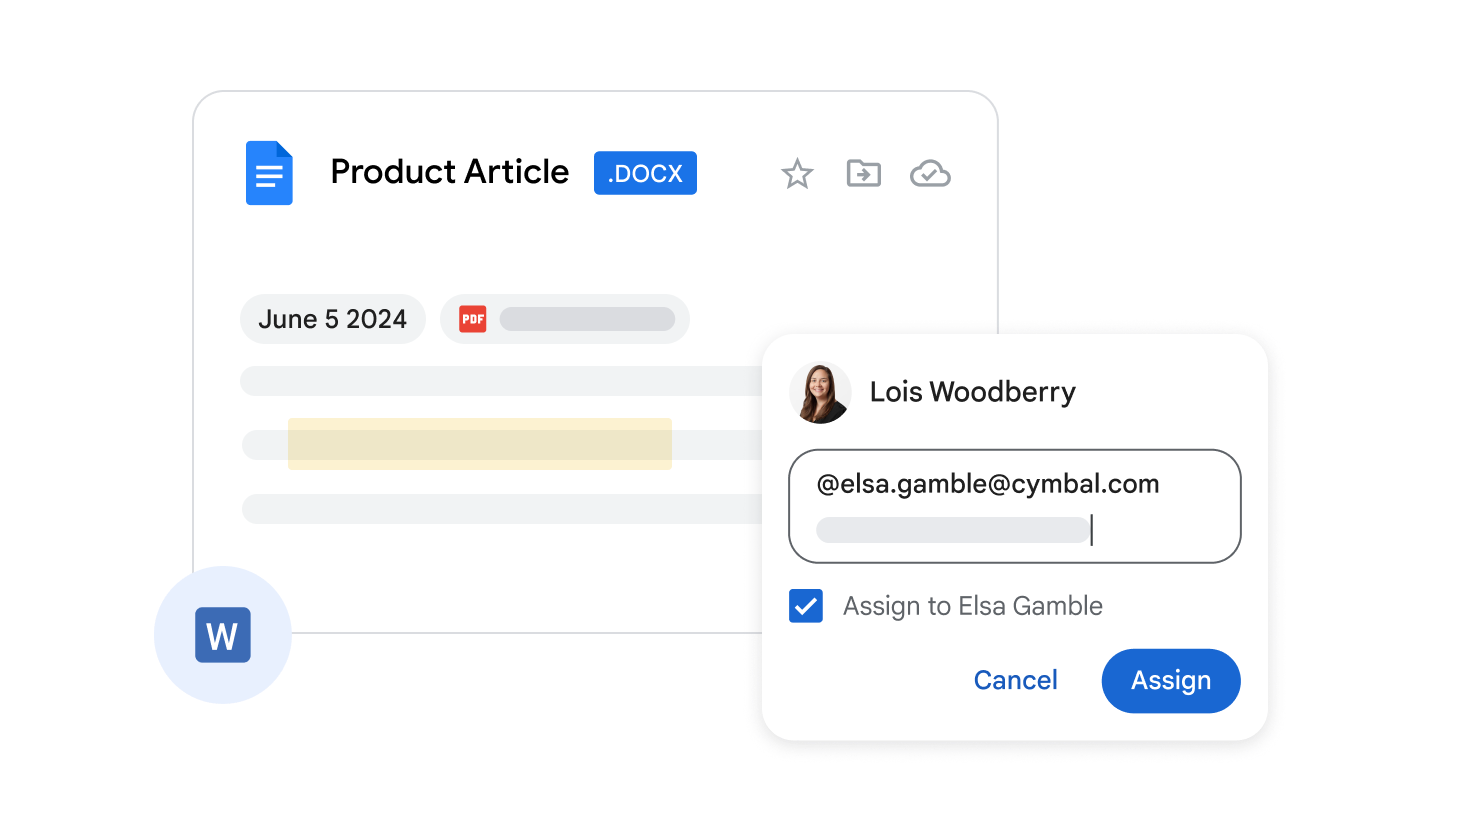 Product Article .DOCX
June 5 2024 PDF
Lois Woodberry
@elsa.gamble@cymbal.com
Assign to Elsa Gamble
Cancel Assign
W